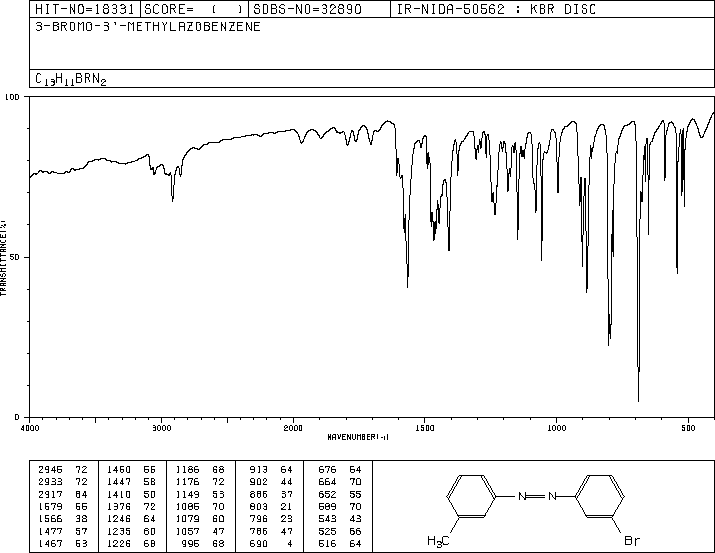 HIT-NO=18331 SCORE= ( ) SDBS-NO=32890 IR-NIDA-50562 : KBR DISC
3-BROMO-3'-METHYLAZOBENZENE
C13H11BRN2
100
50
0
TRANSMITTANCE(%)
4000 3000 2000 1500 1000 500
WAVENUMBER(-1)
2945 72 1460 56 1186 68 913 64 676 64
2933 72 1447 58 1176 72 902 44 664 70
2917 64 1410 50 1149 53 886 37 652 55
1579 55 1376 72 1086 70 803 21 589 70
1566 38 1246 64 1079 60 796 23 543 43
1477 57 1235 60 1057 47 786 47 525 66
1467 53 1226 68 995 68 690 4 516 64
N N
H3C Br